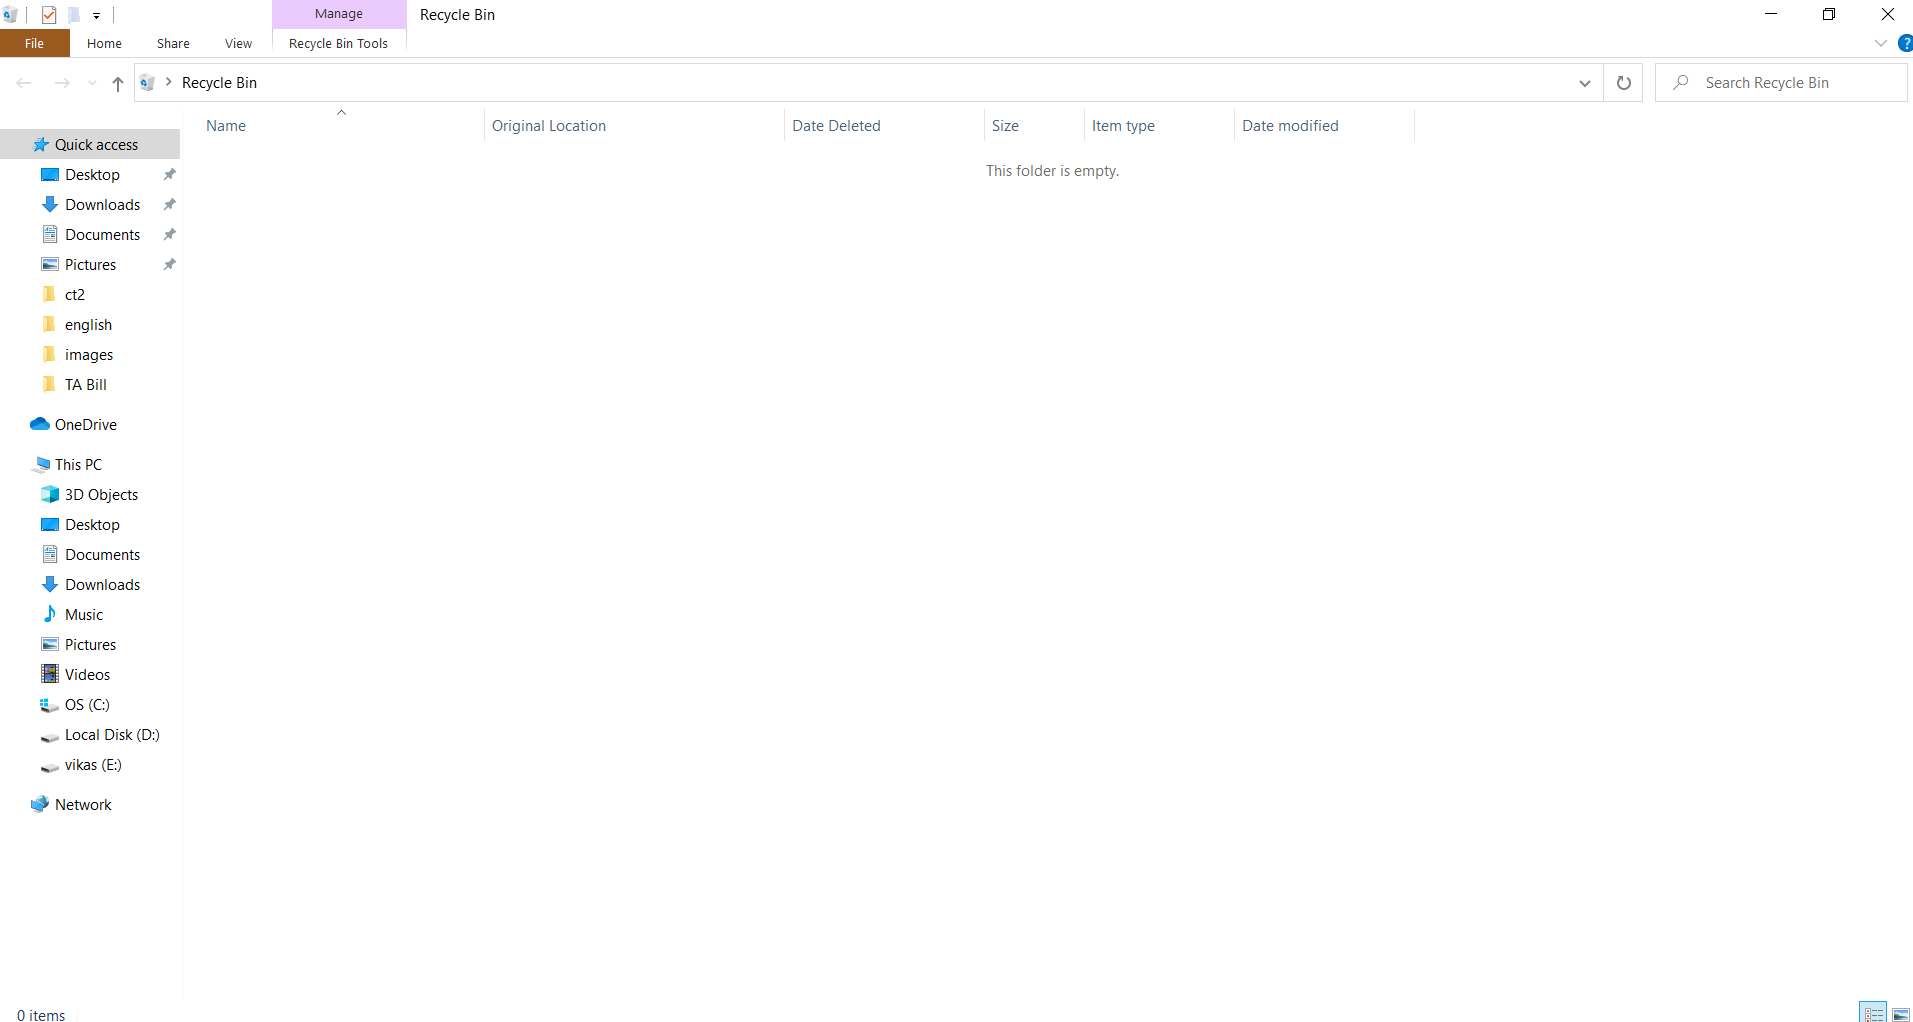 Manage
Recycle Bin
File
Home
Share
View
Recycle Bin Tools
?
Recycle Bin
Search Recycle Bin
Name
Original Location
Date Deleted
Size
Item type
Date modified
This folder is empty.
Quick access
Desktop
Downloads
Documents
Pictures
ct2
english
images
TA Bill
OneDrive
This PC
3D Objects
Desktop
Documents
Downloads
Music
Pictures
Videos
OS (C:)
Local Disk (D:)
vikas (E:)
Network
0 items